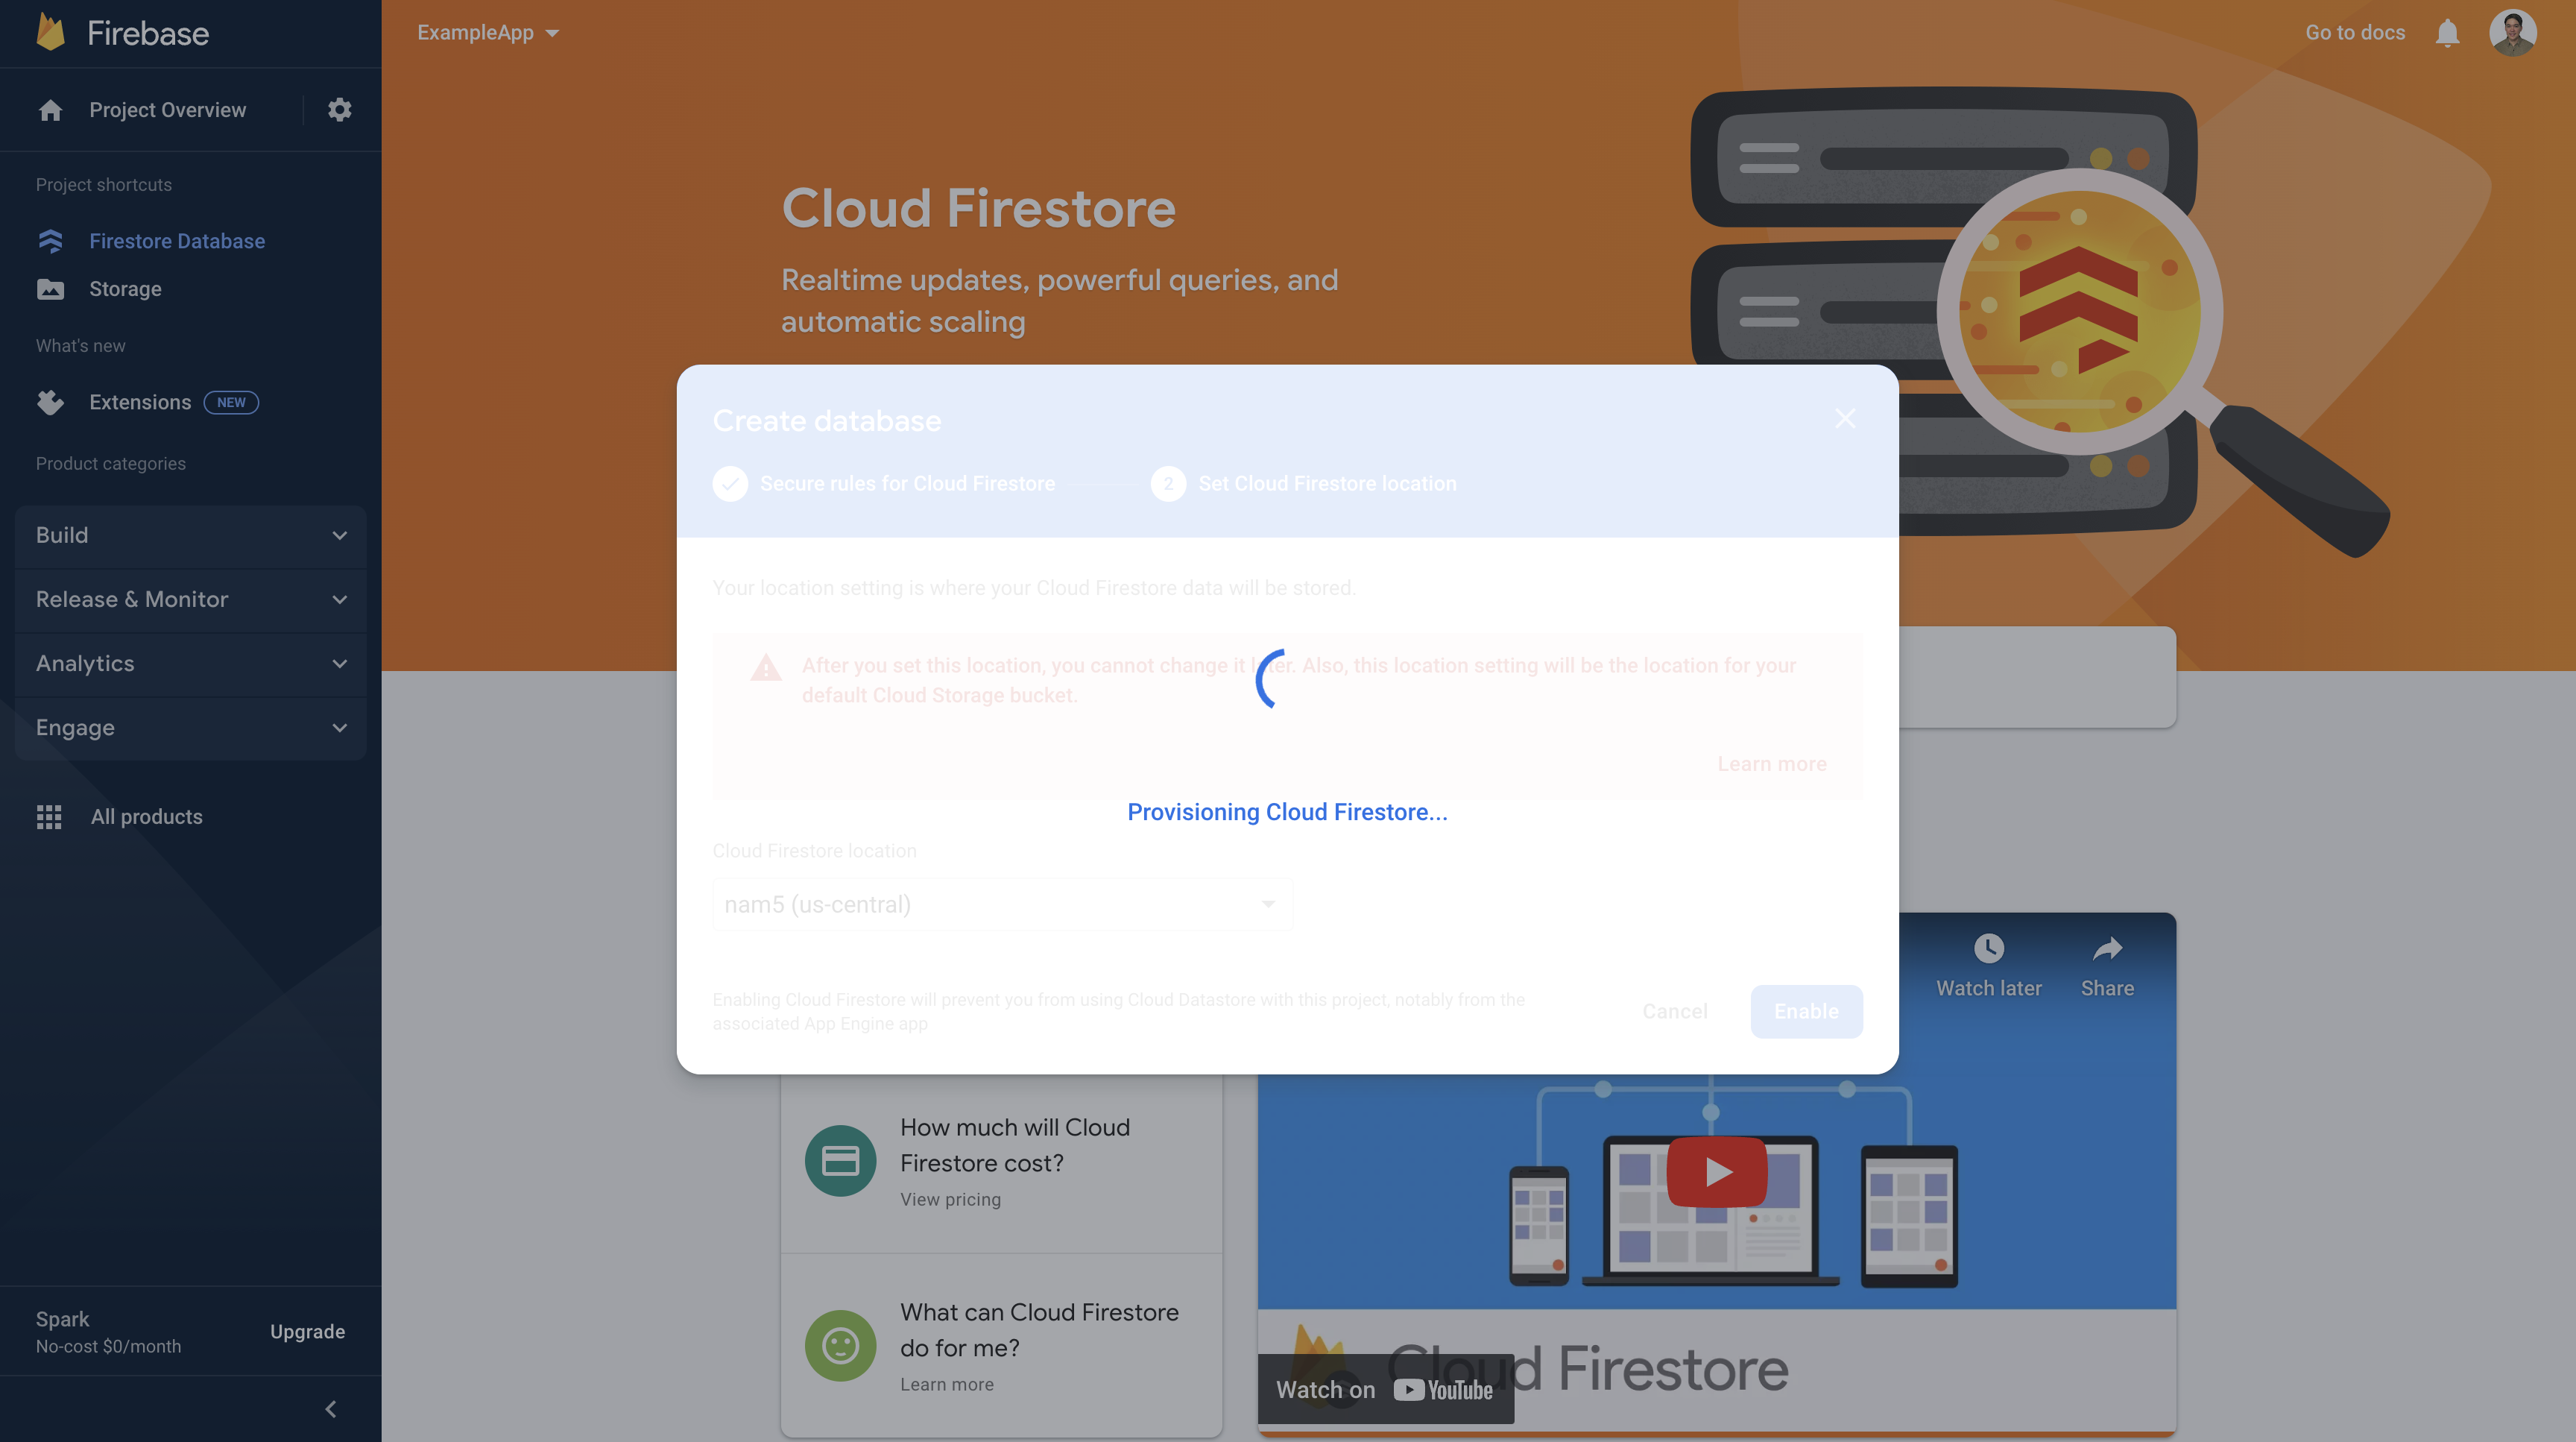 Firebase
Project Overview
Project shortcuts
Firestore Database
Storage
What's new
Extensions NEW
Product categories
Build
Release & Monitor
Analytics
Engage
All products
Spark
No-cost $0/month
Upgrade
ExampleApp
Go to docs
Cloud Firestore
Realtime updates, powerful queries, and
automatic scaling
Create database
Secure rules for Cloud Firestore
2 Set Cloud Firestore location
Your location setting is where your Cloud Firestore data will be stored.
After you set this location, you cannot change it later. Also, this location setting will be the location for your
default Cloud Storage bucket.
Learn more
Provisioning Cloud Firestore...
Cloud Firestore location
nam5 (us-central)
Enabling Cloud Firestore will prevent you from using Cloud Datastore with this project, notably from the
associated App Engine app
Cancel
Enable
How much will Cloud
Firestore cost?
View pricing
What can Cloud Firestore
do for me?
Learn more
Watch later
Share
Cloud Firestore
Watch on YouTube